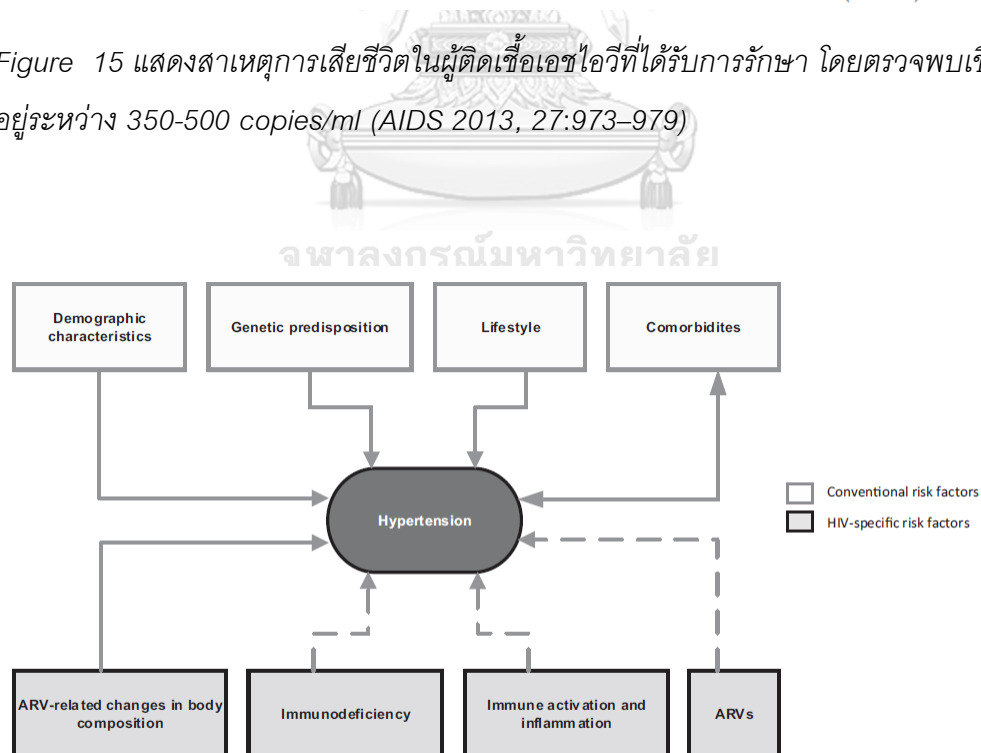 Figure 15 แสดงสาเหตุการเสียชีวิตในผู้ติดเชื้อเอชไอวีที่ได้รับการรักษา โดยตรวจพบเ
อยู่ระหว่าง 350-500 copies/ml (AIDS 2013, 27:973–979)
จุฬาลงกรณ์มหาวิทยาลัย
Demographic
characteristics
Genetic predisposition
Lifestyle
Comorbidites
Hypertension
Conventional risk factors
HIV-specific risk factors
ARV-related changes in body
composition
Immunodeficiency
Immune activation and
inflammation
ARVs